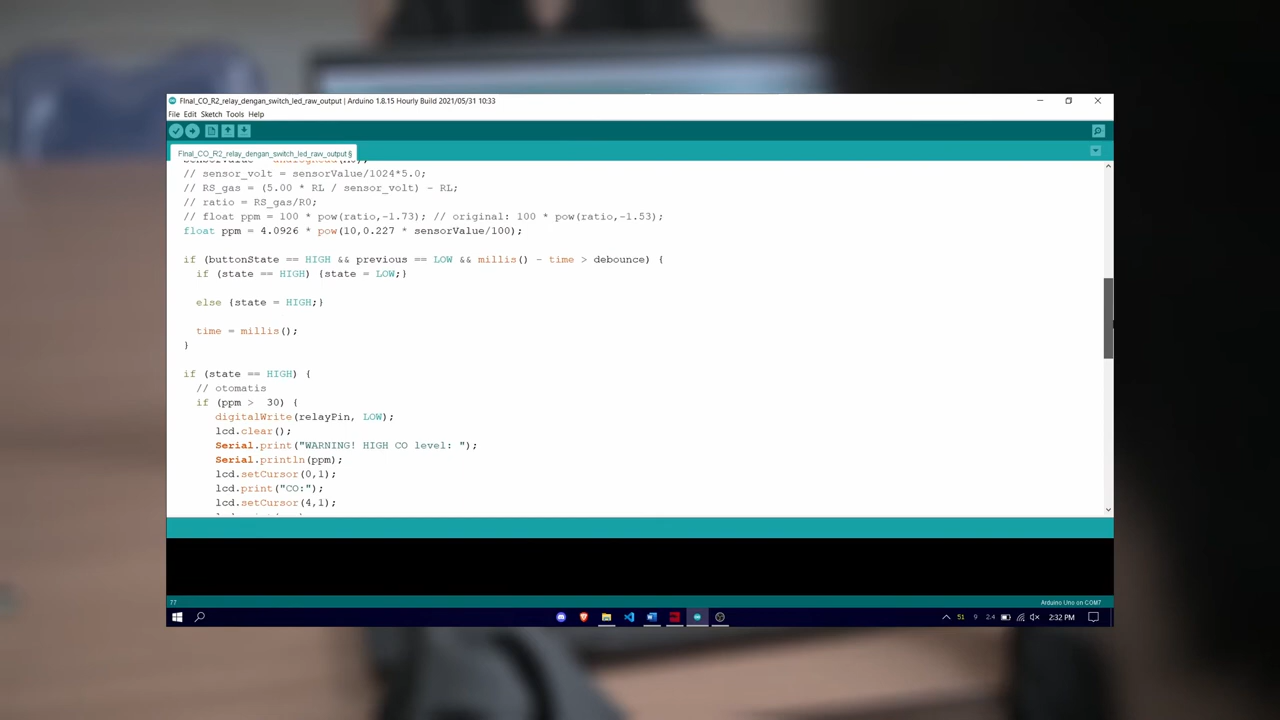 FInal_CO_R2_relay_dengan_switch_led_raw_output | Arduino 1.8.15 Hourly Build 2021/05/31 10:33
File Edit Sketch Tools Help
FInal_CO_R2_relay_dengan_switch_led_raw_output §
// sensor_volt = sensorValue/1024*5.0;
// RS_gas = (5.00 * RL / sensor_volt) - RL;
// ratio = RS_gas/R0;
// float ppm = 100 * pow(ratio,-1.73); // original: 100 * pow(ratio,-1.53);
float ppm = 4.0926 * pow(10,0.227 * sensorValue/100);
if (buttonState == HIGH && previous == LOW && millis() - time > debounce) {
if (state == HIGH) {state = LOW;}
else {state = HIGH;}
time = millis();
}
if (state == HIGH) {
// otomatis
if (ppm >  30) {
digitalWrite(relayPin, LOW);
lcd.clear();
Serial.print("WARNING! HIGH CO level: ");
Serial.println(ppm);
lcd.setCursor(0,1);
lcd.print("CO:");
lcd.setCursor(4,1);
77
Arduino Uno on COM7
51 9 2.4 2:32 PM